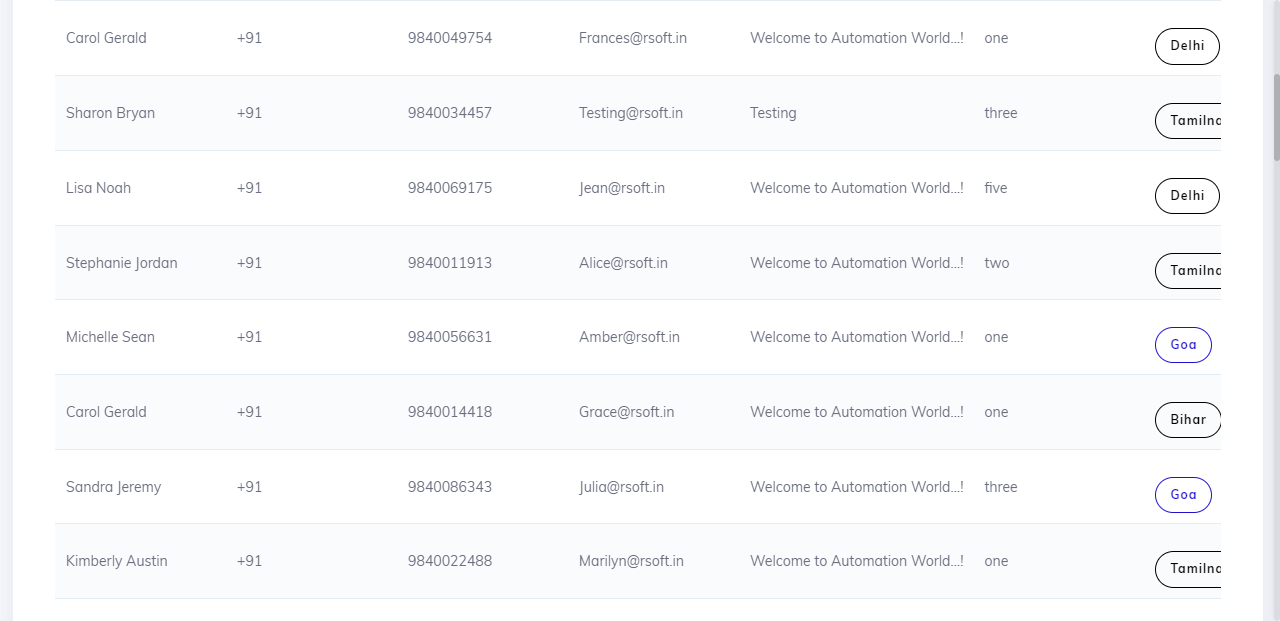 Carol Gerald +91 9840049754 Frances@rsoft.in Welcome to Automation World...! one Delhi
Sharon Bryan +91 9840034457 Testing@rsoft.in Testing three Tamilna
Lisa Noah +91 9840069175 Jean@rsoft.in Welcome to Automation World...! five Delhi
Stephanie Jordan +91 9840011913 Alice@rsoft.in Welcome to Automation World...! two Tamilna
Michelle Sean +91 9840056631 Amber@rsoft.in Welcome to Automation World...! one Goa
Carol Gerald +91 9840014418 Grace@rsoft.in Welcome to Automation World...! one Bihar
Sandra Jeremy +91 9840086343 Julia@rsoft.in Welcome to Automation World...! three Goa
Kimberly Austin +91 9840022488 Marilyn@rsoft.in Welcome to Automation World...! one Tamilna